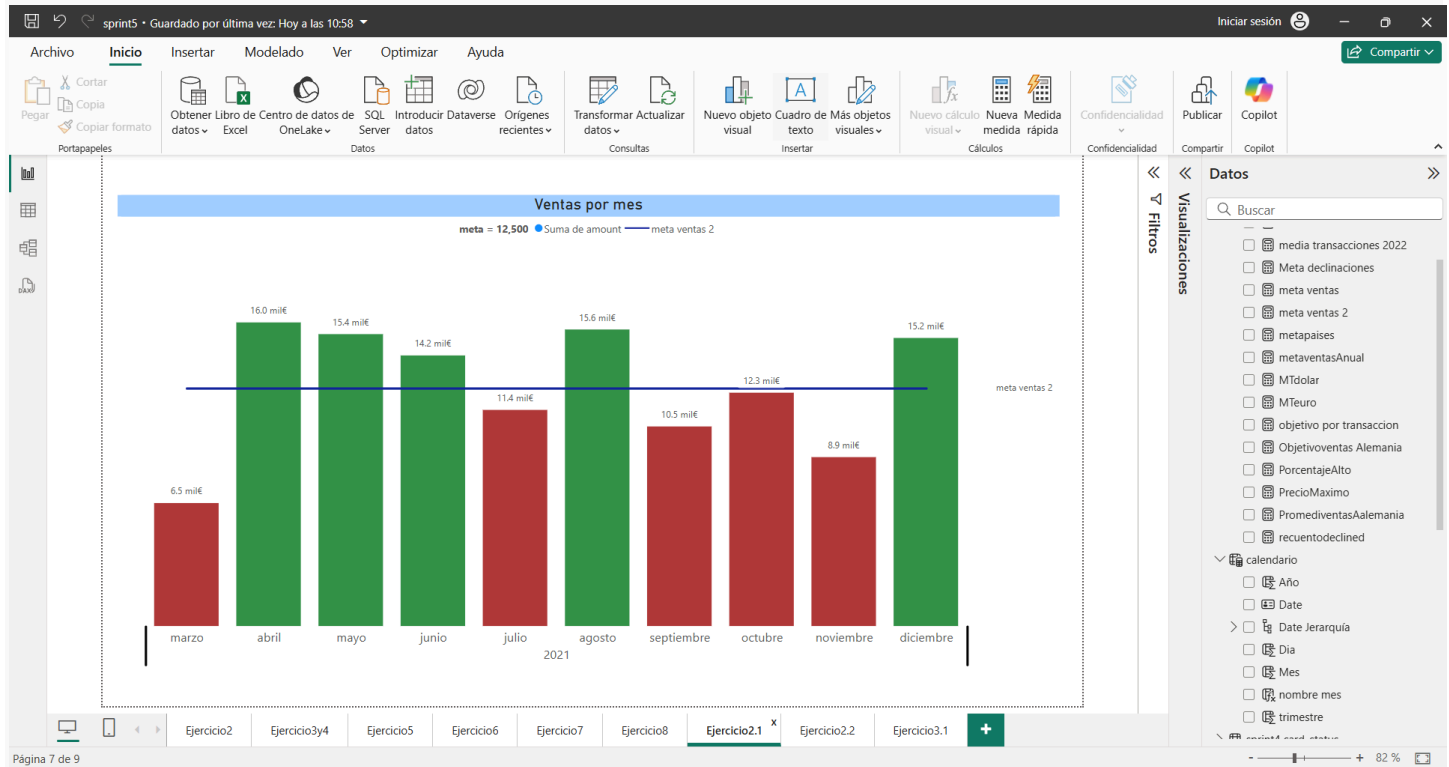 sprint5 • Guardado por última vez: Hoy a las 10:58
Iniciar sesión
Archivo Inicio Insertar Modelado Ver Optimizar Ayuda
Compartir
Pegar
Cortar
Copia
Copiar formato
Portapapeles
Obtener datos
Libro de Excel
Centro de datos de OneLake
SQL Server
Introducir datos
Dataverse
Orígenes recientes
Datos
Transformar datos
Actualizar
Consultas
Nuevo objeto visual
Cuadro de texto
Más objetos visuales
Insertar
Nuevo cálculo visual
Nueva medida
Medida rápida
Cálculos
Confidencialidad
Confidencialidad
Publicar
Compartir
Copilot
Copilot
DAX
Ventas por mes
meta = 12,500 Suma de amount meta ventas 2
16.0 mil€
15.4 mil€
14.2 mil€
15.6 mil€
15.2 mil€
12.3 mil€
11.4 mil€
10.5 mil€
8.9 mil€
6.5 mil€
meta ventas 2
marzo abril mayo junio julio agosto septiembre octubre noviembre diciembre
2021
Filtros
Visualizaciones
Datos
Buscar
media transacciones 2022
Meta declinaciones
meta ventas
meta ventas 2
metapaises
metaventasAnual
MTdolar
MTeuro
objetivo por transaccion
Objetivoventas Alemania
PorcentajeAlto
PrecioMaximo
PromediventasAalemania
recuentodeclined
calendario
Año
Date
Date Jerarquía
Dia
Mes
nombre mes
trimestre
Ejercicio2 Ejercicio3y4 Ejercicio5 Ejercicio6 Ejercicio7 Ejercicio8 Ejercicio2.1 x Ejercicio2.2 Ejercicio3.1 +
Página 7 de 9
- + 82 %